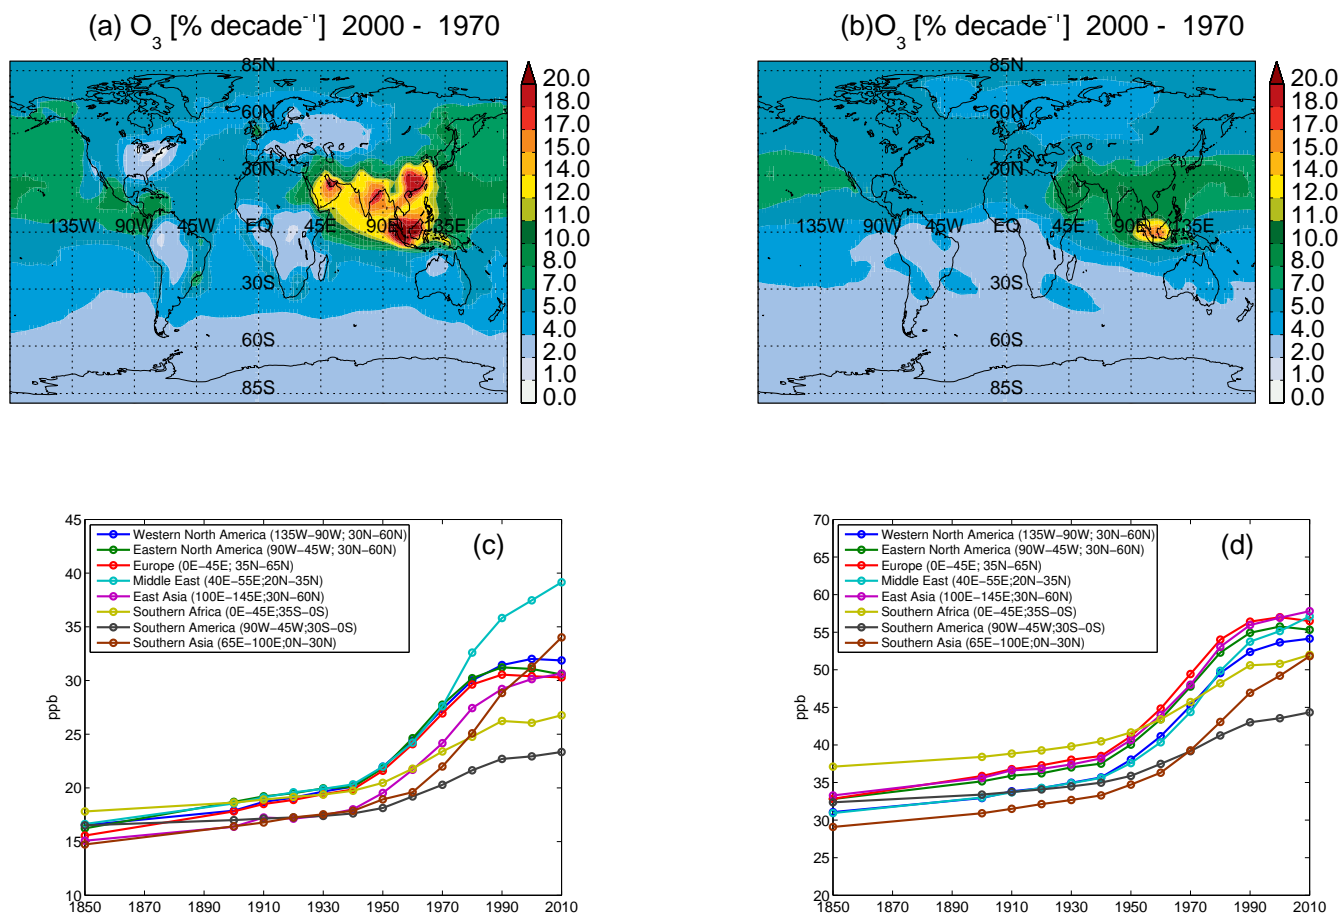 (a) O3 [% decade-1] 2000 - 1970
85N
60N
30N
135W 90W 45W EQ 45E 90E 135E
30S
60S
85S
20.0
18.0
17.0
15.0
14.0
12.0
11.0
10.0
8.0
7.0
5.0
4.0
2.0
1.0
0.0
(b)O3 [% decade-1] 2000 - 1970
85N
60N
30N
135W 90W 45W EQ 45E 90E 135E
30S
60S
85S
20.0
18.0
17.0
15.0
14.0
12.0
11.0
10.0
8.0
7.0
5.0
4.0
2.0
1.0
0.0
(c)
Western North America (135W−90W; 30N−60N)
Eastern North America (90W−45W; 30N−60N)
Europe (0E−45E; 35N−65N)
Middle East (40E−55E;20N−35N)
East Asia (100E−145E;30N−60N)
Southern Africa (0E−45E;35S−0S)
Southern America (90W−45W;30S−0S)
Southern Asia (65E−100E;0N−30N)
ppb
45
40
35
30
25
20
15
10
1850 1870 1890 1910 1930 1950 1970 1990 2010
(d)
Western North America (135W−90W; 30N−60N)
Eastern North America (90W−45W; 30N−60N)
Europe (0E−45E; 35N−65N)
Middle East (40E−55E;20N−35N)
East Asia (100E−145E;30N−60N)
Southern Africa (0E−45E;35S−0S)
Southern America (90W−45W;30S−0S)
Southern Asia (65E−100E;0N−30N)
ppb
70
65
60
55
50
45
40
35
30
25
20
1850 1870 1890 1910 1930 1950 1970 1990 2010